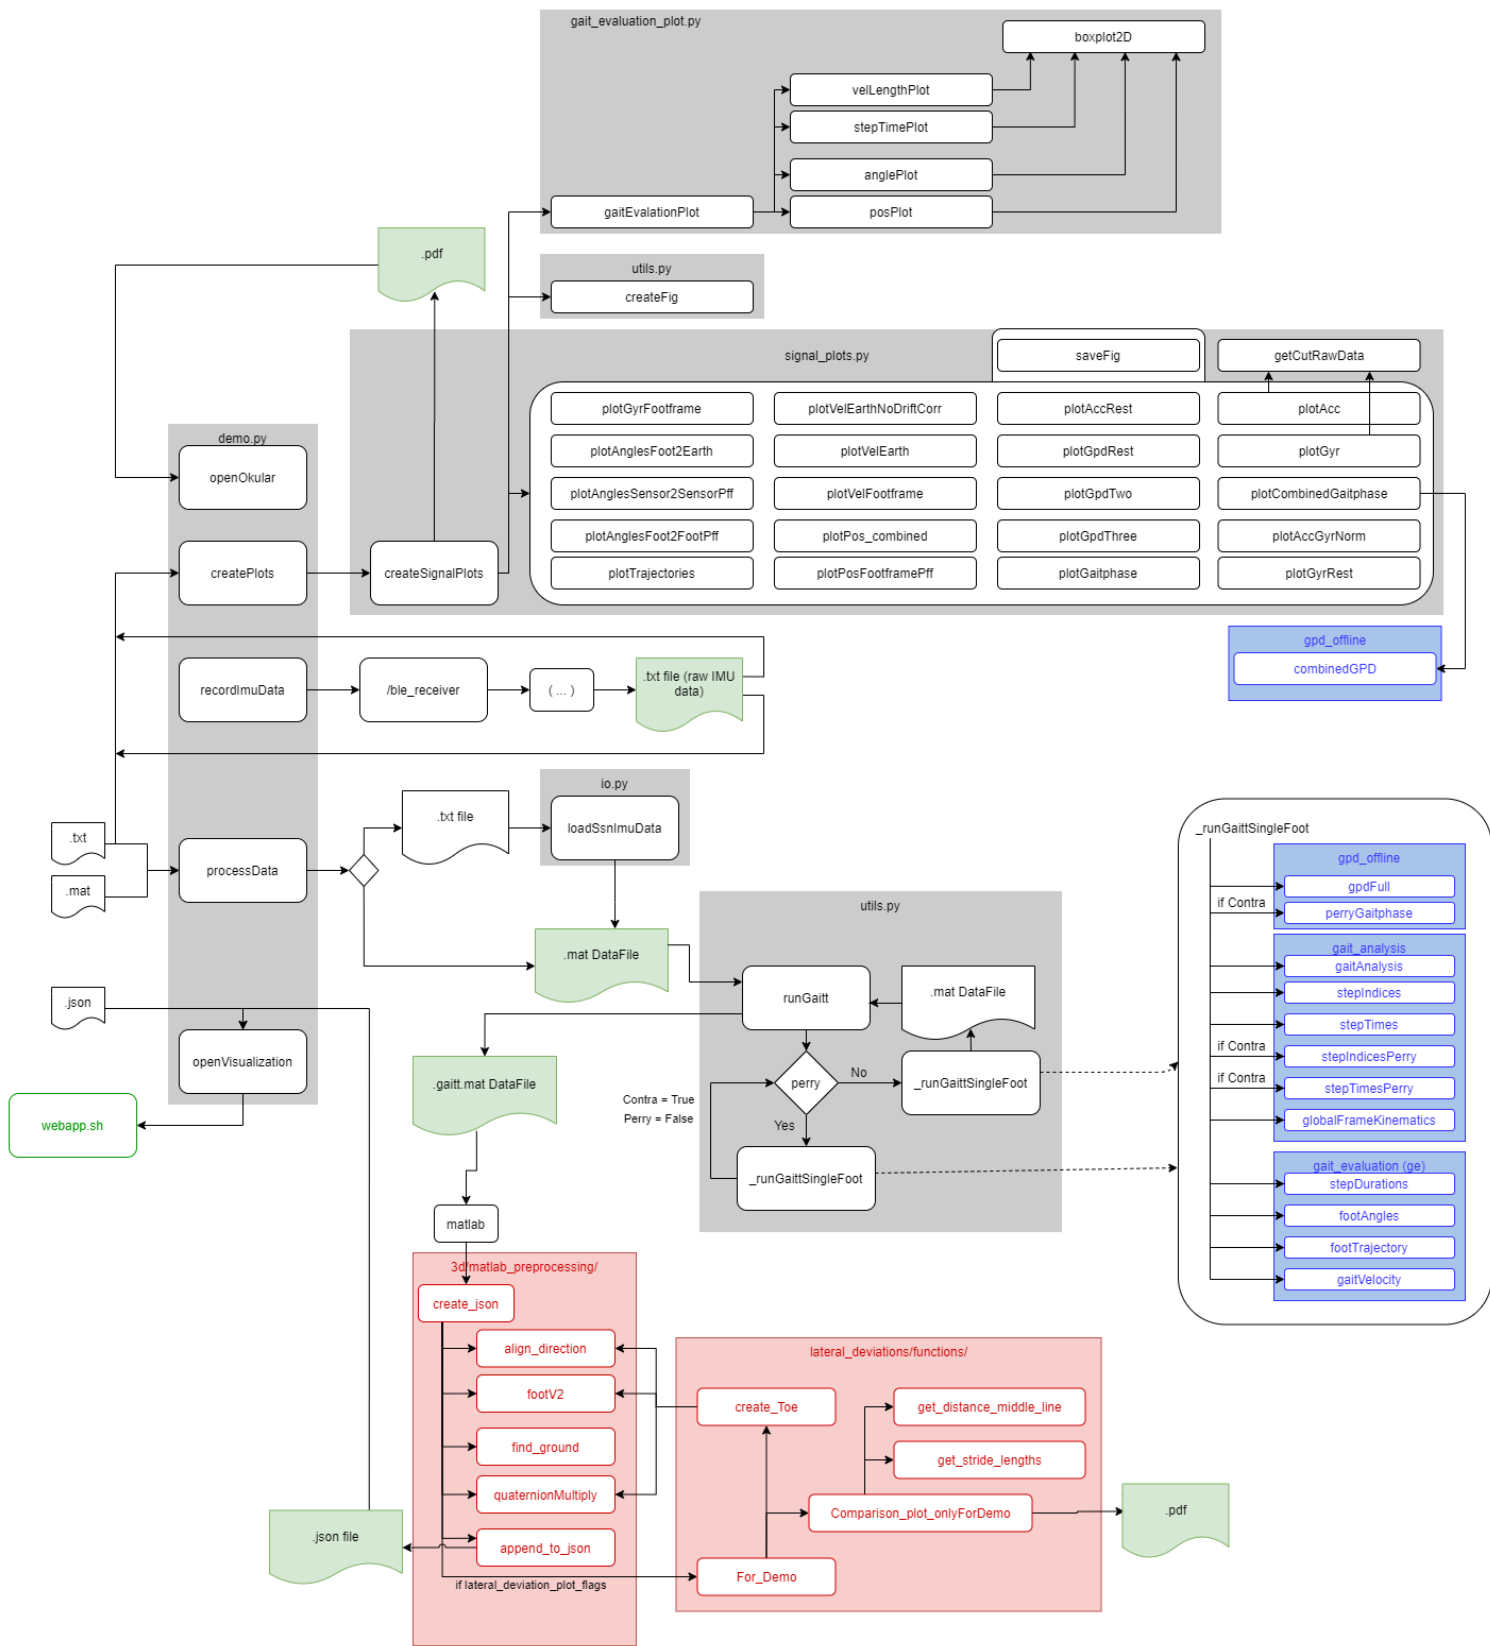 gait_evaluation_plot.py
boxplot2D
velLengthPlot
stepTimePlot
anglePlot
gaitEvalationPlot
posPlot
.pdf
utils.py
createFig
signal_plots.py
saveFig
getCutRawData
plotGyrFootframe
plotVelEarthNoDriftCorr
plotAccRest
plotAcc
demo.py
plotAnglesFoot2Earth
plotVelEarth
plotGpdRest
plotGyr
openOkular
plotAnglesSensor2SensorPff
plotVelFootframe
plotGpdTwo
plotCombinedGaitphase
plotAnglesFoot2FootPff
plotPos_combined
plotGpdThree
plotAccGyrNorm
createPlots
createSignalPlots
plotTrajectories
plotPosFootframePff
plotGaitphase
plotGyrRest
gpd_offline
combinedGPD
recordImuData
/ble_receiver
( ... )
.txt file (raw IMU
data)
io.py
.txt file
loadSsnImuData
.txt
_runGaittSingleFoot
processData
gpd_offline
.mat
gpdFull
if Contra
perryGaitphase
utils.py
.mat DataFile
gait_analysis
gaitAnalysis
runGaitt
.mat DataFile
stepIndices
.json
stepTimes
openVisualization
if Contra
stepIndicesPerry
.gaitt.mat DataFile
perry
No
_runGaittSingleFoot
if Contra
stepTimesPerry
Contra = True
Perry = False
webapp.sh
Yes
globalFrameKinematics
_runGaittSingleFoot
gait_evaluation (ge)
stepDurations
matlab
footAngles
footTrajectory
3d/matlab_preprocessing/
gaitVelocity
create_json
align_direction
lateral_deviations/functions/
footV2
create_Toe
get_distance_middle_line
find_ground
get_stride_lengths
quaternionMultiply
Comparison_plot_onlyForDemo
.pdf
.json file
append_to_json
For_Demo
if lateral_deviation_plot_flags